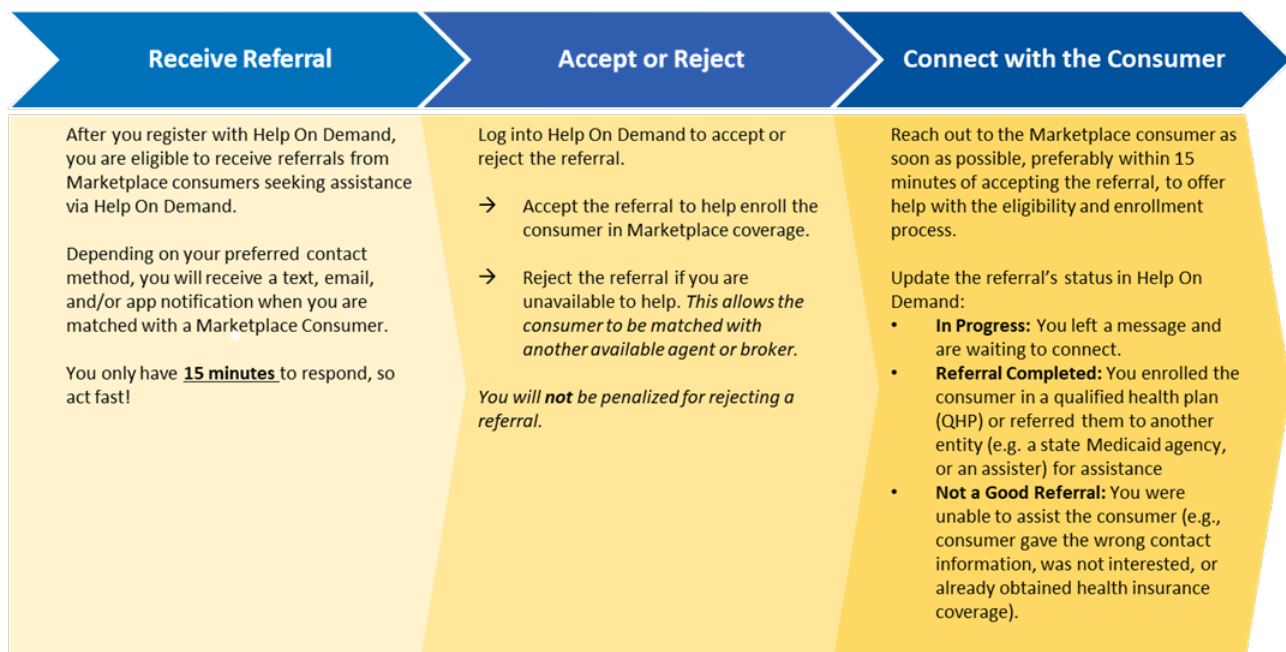 Receive Referral
Accept or Reject
Connect with the Consumer
After you register with Help On Demand,
you are eligible to receive referrals from
Marketplace consumers seeking assistance
via Help On Demand.
Depending on your preferred contact
method, you will receive a text, email,
and/or app notification when you are
matched with a Marketplace Consumer.
You only have 15 minutes to respond, so
act fast!
Log into Help On Demand to accept or
reject the referral.
→ Accept the referral to help enroll the
consumer in Marketplace coverage.
→ Reject the referral if you are
unavailable to help. This allows the
consumer to be matched with
another available agent or broker.
You will not be penalized for rejecting a
referral.
Reach out to the Marketplace consumer as
soon as possible, preferably within 15
minutes of accepting the referral, to offer
help with the eligibility and enrollment
process.
Update the referral's status in Help On
Demand:
• In Progress: You left a message and
are waiting to connect.
• Referral Completed: You enrolled the
consumer in a qualified health plan
(QHP) or referred them to another
entity (e.g. a state Medicaid agency,
or an assister) for assistance
• Not a Good Referral: You were
unable to assist the consumer (e.g.,
consumer gave the wrong contact
information, was not interested, or
already obtained health insurance
coverage).